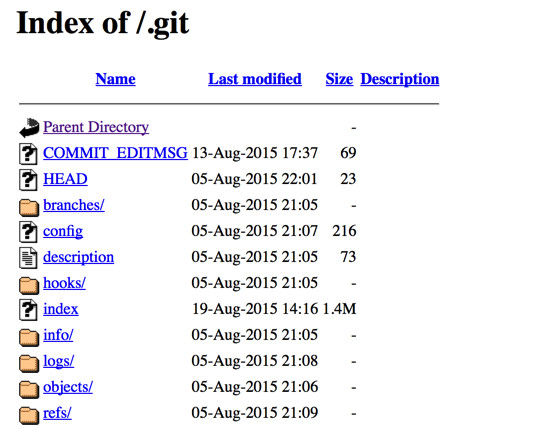 Index of /.git
Name Last modified Size Description
Parent Directory -
COMMIT_EDITMSG 13-Aug-2015 17:37 69
HEAD 05-Aug-2015 22:01 23
branches/ 05-Aug-2015 21:05 -
config 05-Aug-2015 21:07 216
description 05-Aug-2015 21:05 73
hooks/ 05-Aug-2015 21:05 -
index 19-Aug-2015 14:16 1.4M
info/ 05-Aug-2015 21:05 -
logs/ 05-Aug-2015 21:08 -
objects/ 05-Aug-2015 21:06 -
refs/ 05-Aug-2015 21:09 -